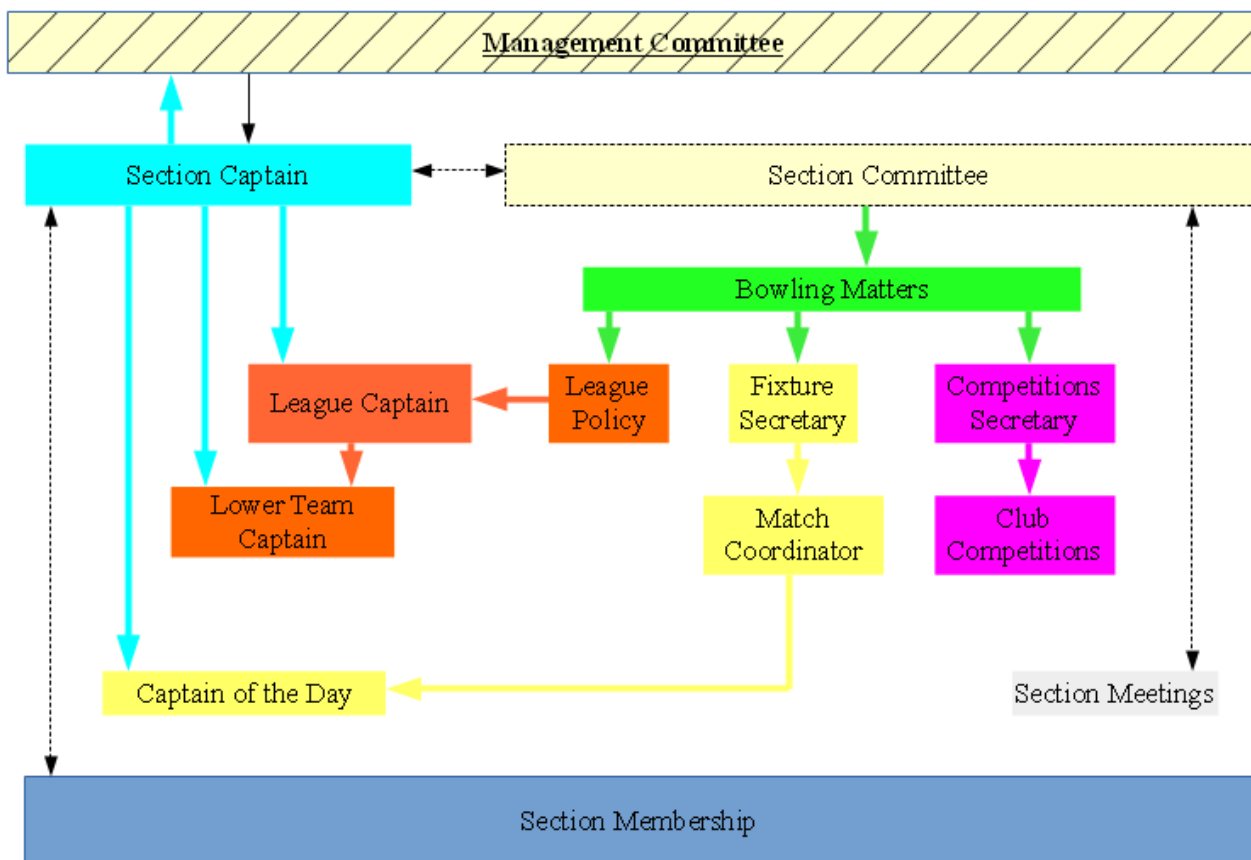 Management Committee
Section Captain
Section Committee
Bowling Matters
League Captain
League
Policy
Fixture
Secretary
Competitions
Secretary
Lower Team
Captain
Match
Coordinator
Club
Competitions
Captain of the Day
Section Meetings
Section Membership